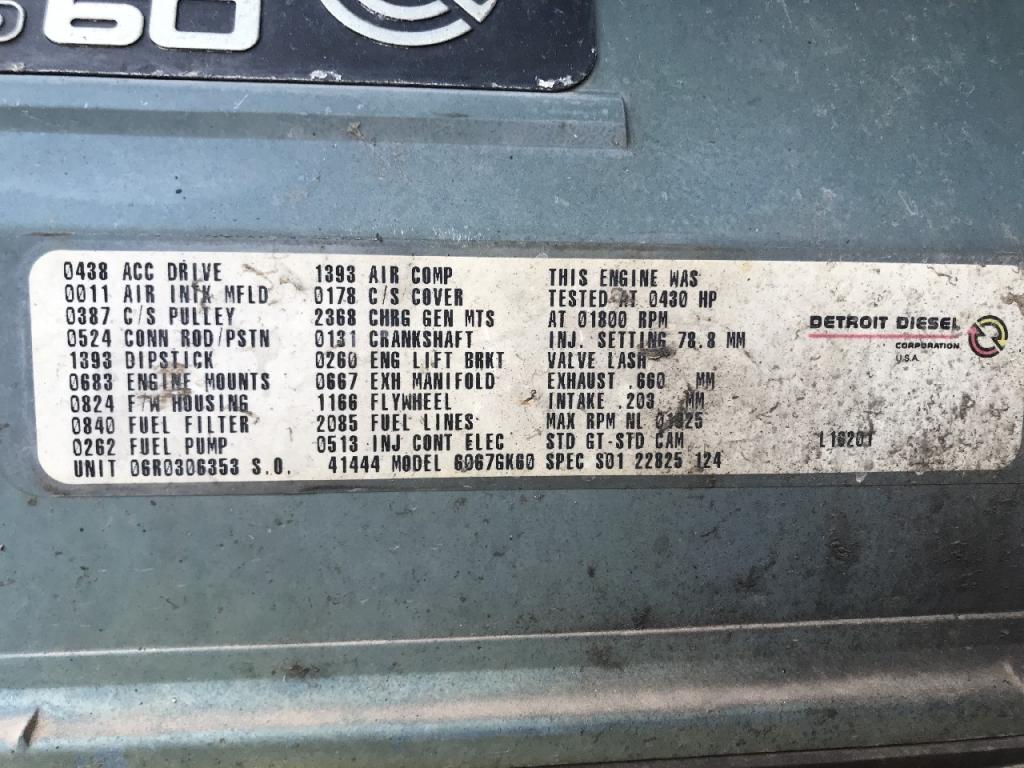 60
0438 ACC DRIVE 1393 AIR COMP THIS ENGINE WAS
0011 AIR INTK MFLD 0178 C/S COVER TESTED AT 0430 HP
0387 C/S PULLEY 2368 CHRG GEN MTS AT 01800 RPM
0524 CONN ROD/PSTN 0131 CRANKSHAFT INJ. SETTING 78.8 MM
1393 DIPSTICK 0260 ENG LIFT BRKT VALVE LASH
0683 ENGINE MOUNTS 0667 EXH MANIFOLD EXHAUST .660 MM
0824 F/W HOUSING 1166 FLYWHEEL INTAKE .203 MM
0840 FUEL FILTER 2085 FUEL LINES MAX RPM NL
0262 FUEL PUMP 0513 INJ CONT ELEC STD GT-STD CAM
UNIT 06R0306353 S.O. 41444 MODEL 6067GK60 SPEC S01 22825 124
DETROIT DIESEL
CORPORATION
U.S.A.